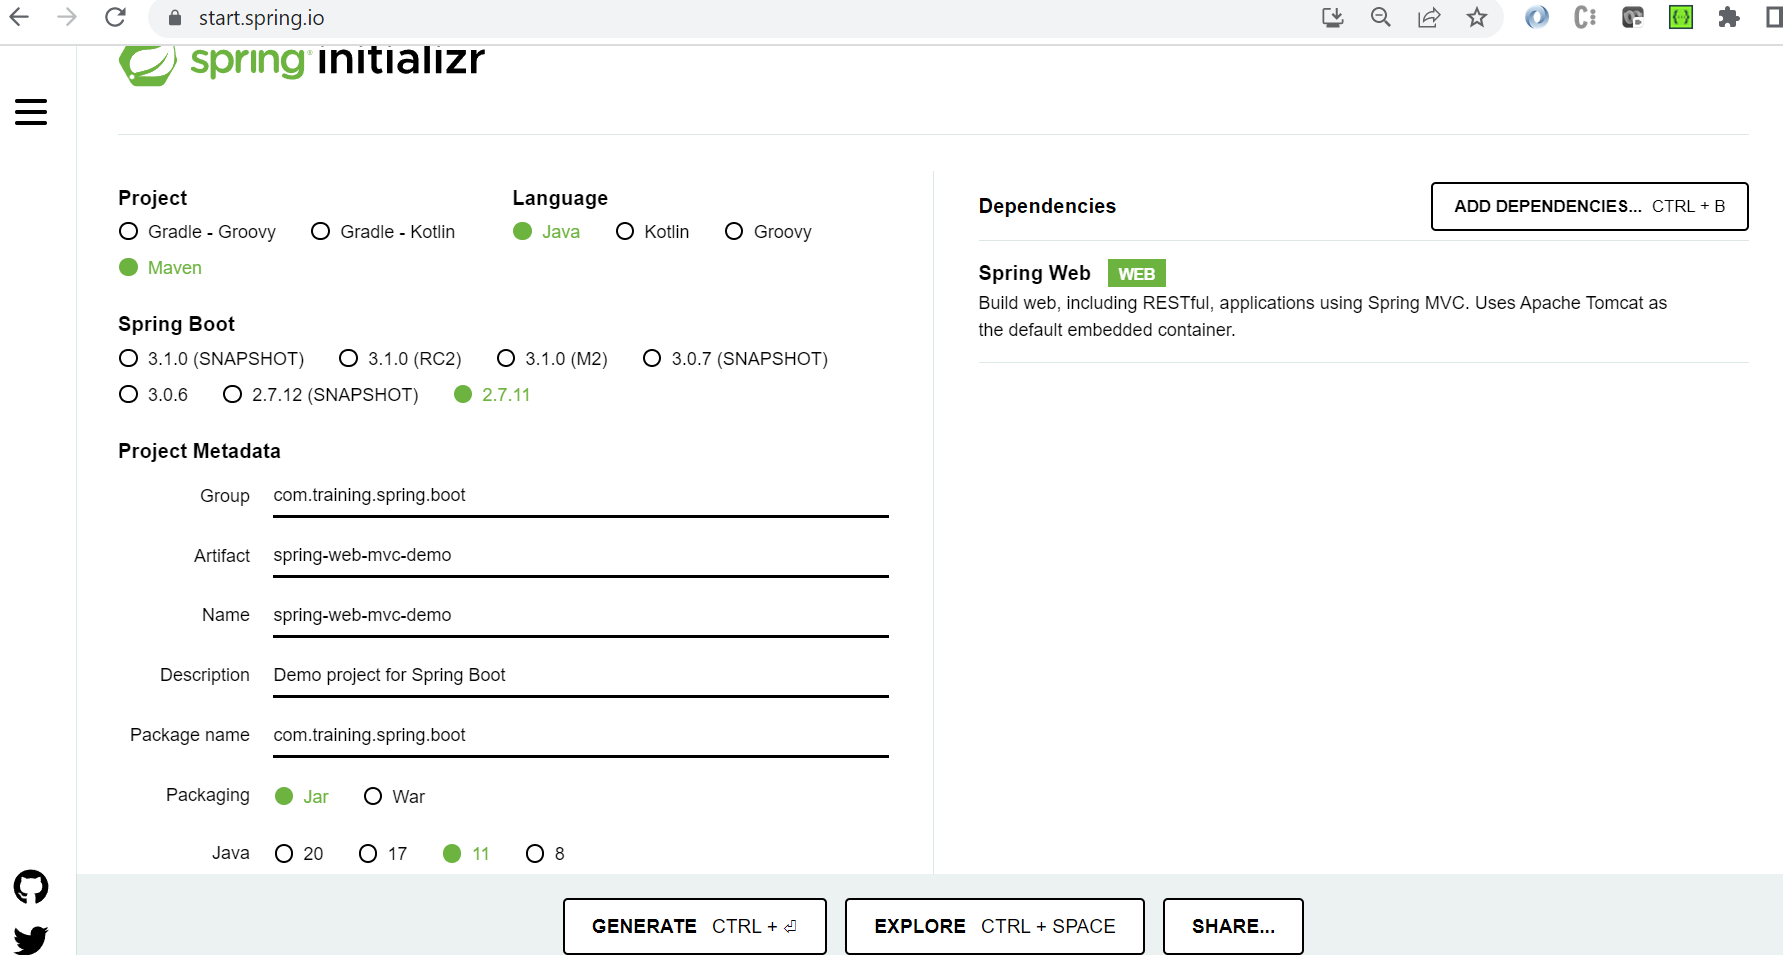 start.spring.io
spring initializr
Project
Gradle - Groovy Gradle - Kotlin
Maven
Language
Java Kotlin Groovy
Spring Boot
3.1.0 (SNAPSHOT) 3.1.0 (RC2) 3.1.0 (M2) 3.0.7 (SNAPSHOT)
3.0.6 2.7.12 (SNAPSHOT) 2.7.11
Project Metadata
Group com.training.spring.boot
Artifact spring-web-mvc-demo
Name spring-web-mvc-demo
Description Demo project for Spring Boot
Package name com.training.spring.boot
Packaging Jar War
Java 20 17 11 8
Dependencies
ADD DEPENDENCIES... CTRL + B
Spring Web WEB
Build web, including RESTful, applications using Spring MVC. Uses Apache Tomcat as
the default embedded container.
GENERATE CTRL + ⏎
EXPLORE CTRL + SPACE
SHARE...